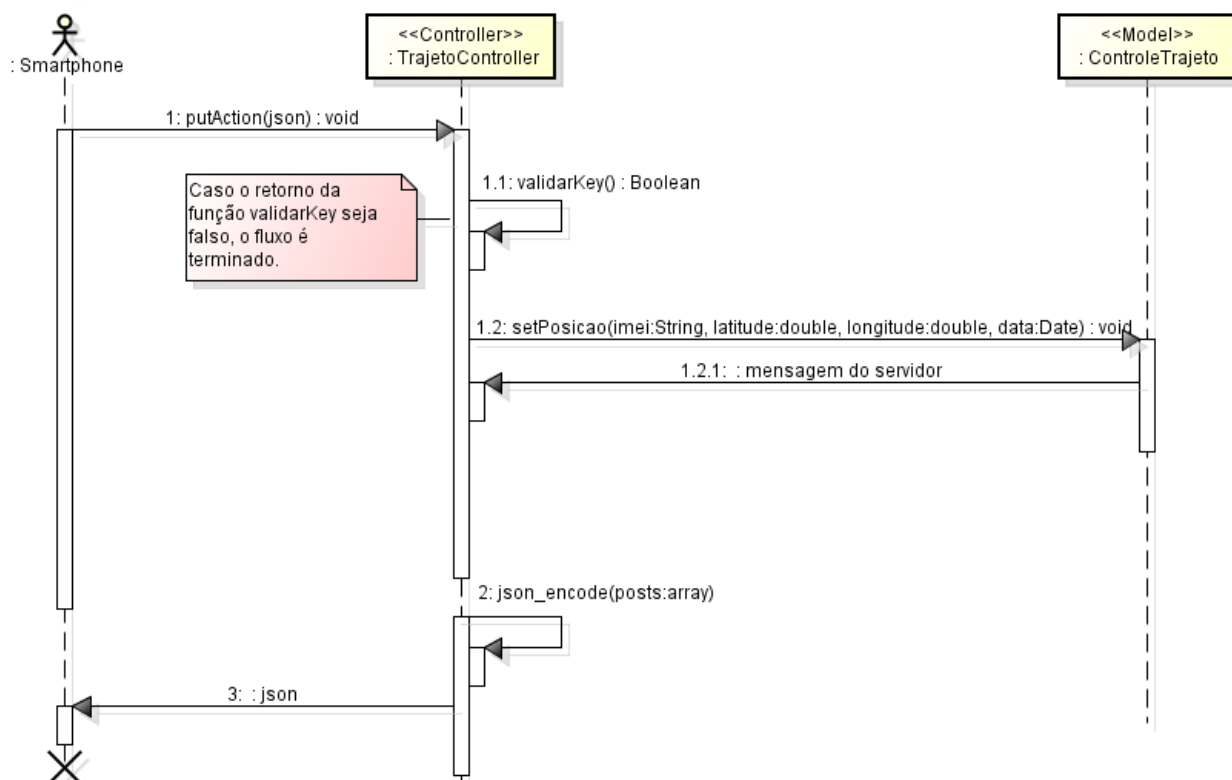 <<Controller>>
: TrajetoController
<<Model>>
: ControleTrajeto
: Smartphone
1: putAction(json) : void
1.1: validarKey() : Boolean
Caso o retorno da
função validarKey seja
falso, o fluxo é
terminado.
1.2: setPosicao(imei:String, latitude:double, longitude:double, data:Date) : void
1.2.1: : mensagem do servidor
2: json_encode(posts:array)
3: : json